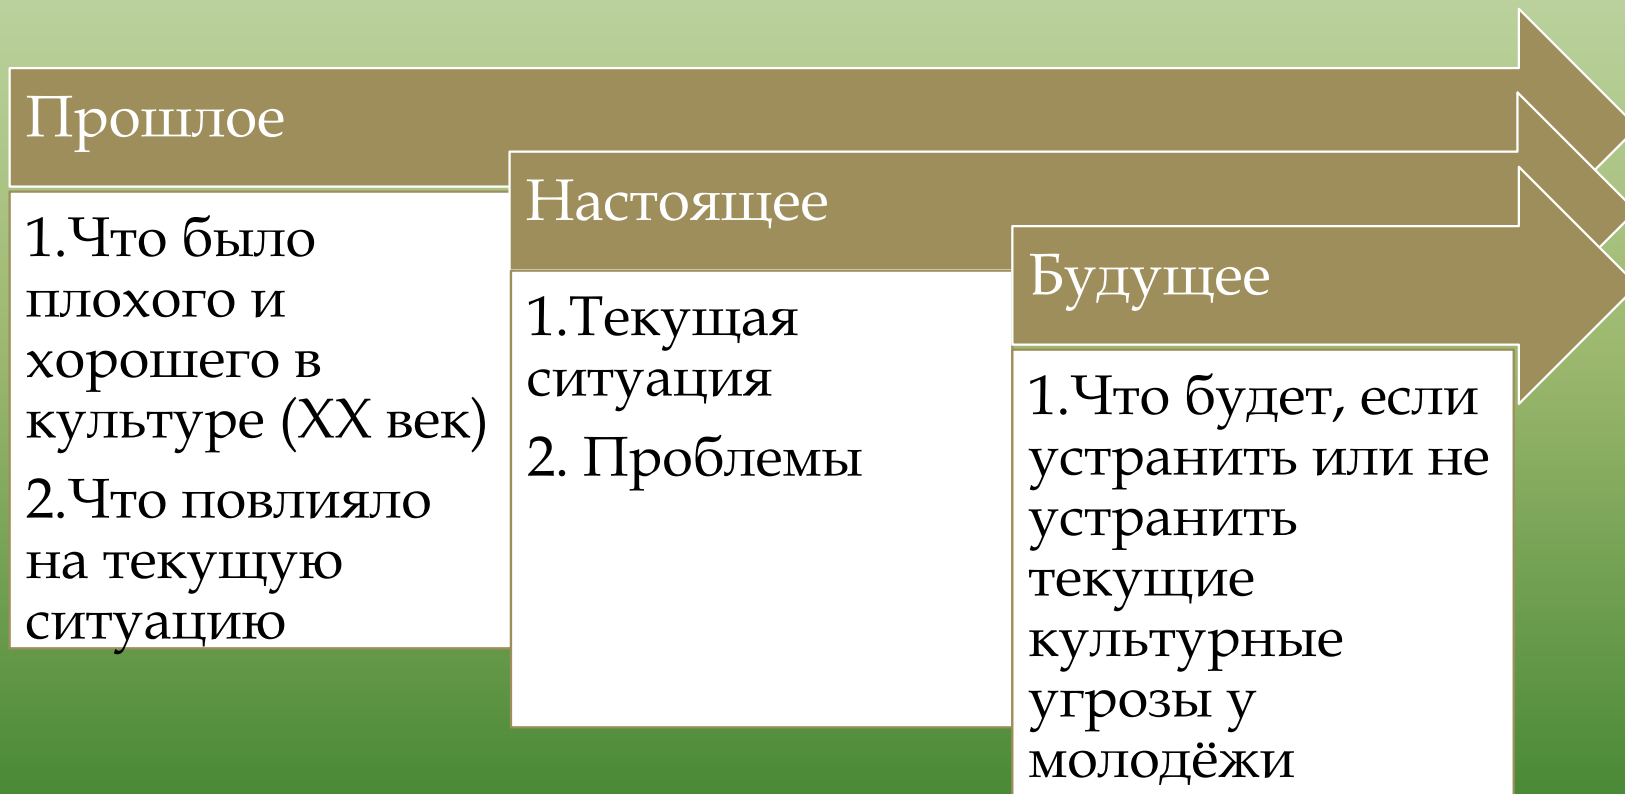 Прошлое
1.Что было
плохого и
хорошего в
культуре (XX век)
2.Что повлияло
на текущую
ситуацию
Настоящее
1.Текущая
ситуация
2. Проблемы
Будущее
1.Что будет, если
устранить или не
устранить
текущие
культурные
угрозы у
молодёжи